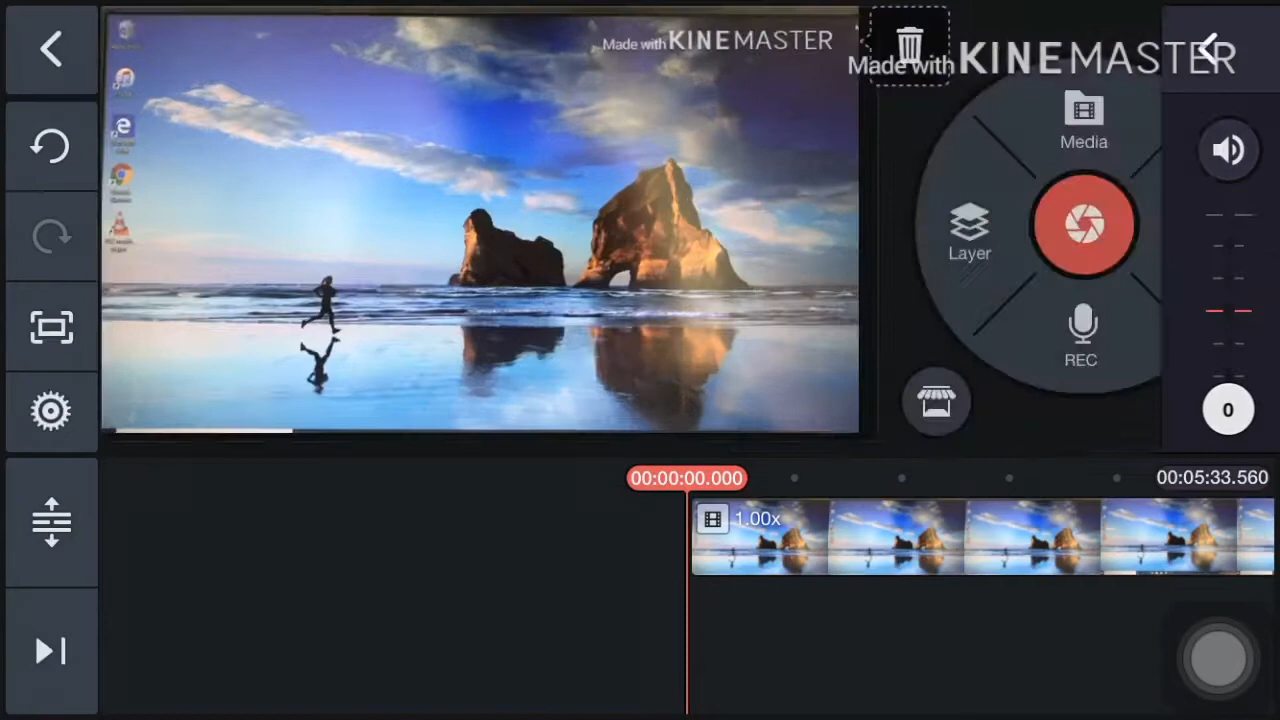 Made with KINEMASTER
Made with KINEMASTER
Media
Layer
REC
0
00:00:00.000
00:05:33.560
1.00x